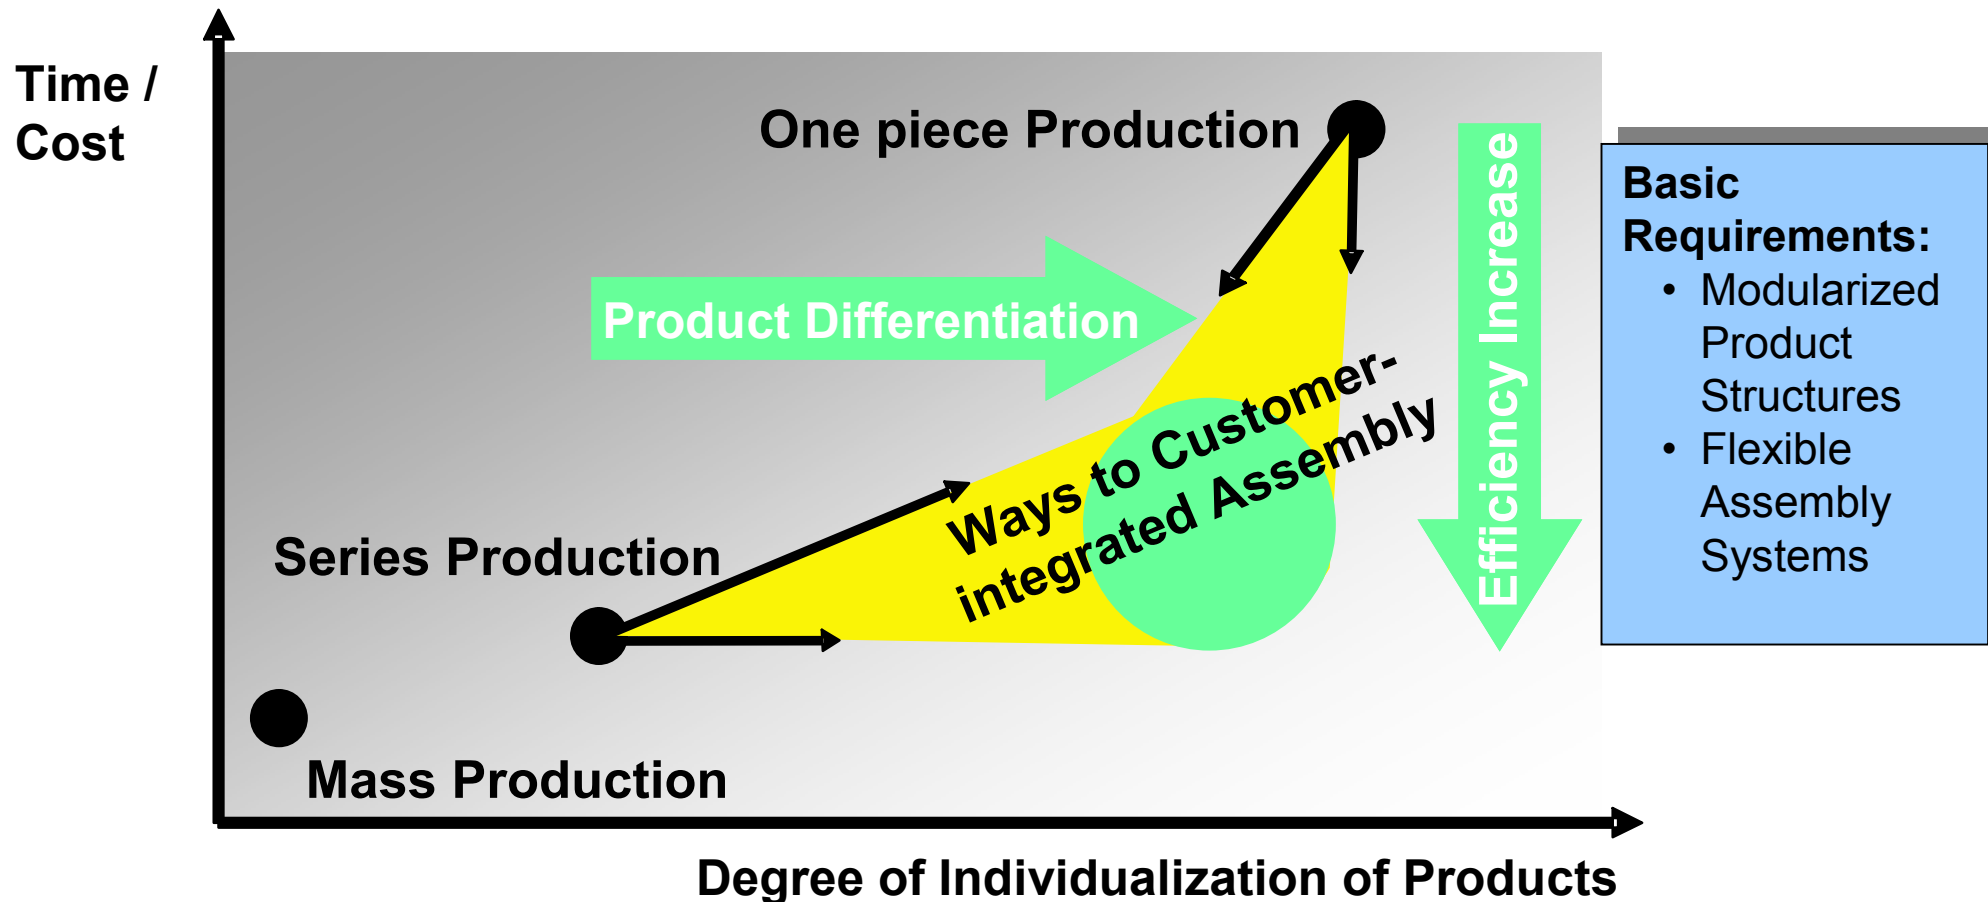 Time /
Cost
One piece Production
Product Differentiation
Efficiency Increase
Ways to Customer-
integrated Assembly
Series Production
Mass Production
Degree of Individualization of Products
Basic
Requirements:
• Modularized
Product
Structures
• Flexible
Assembly
Systems